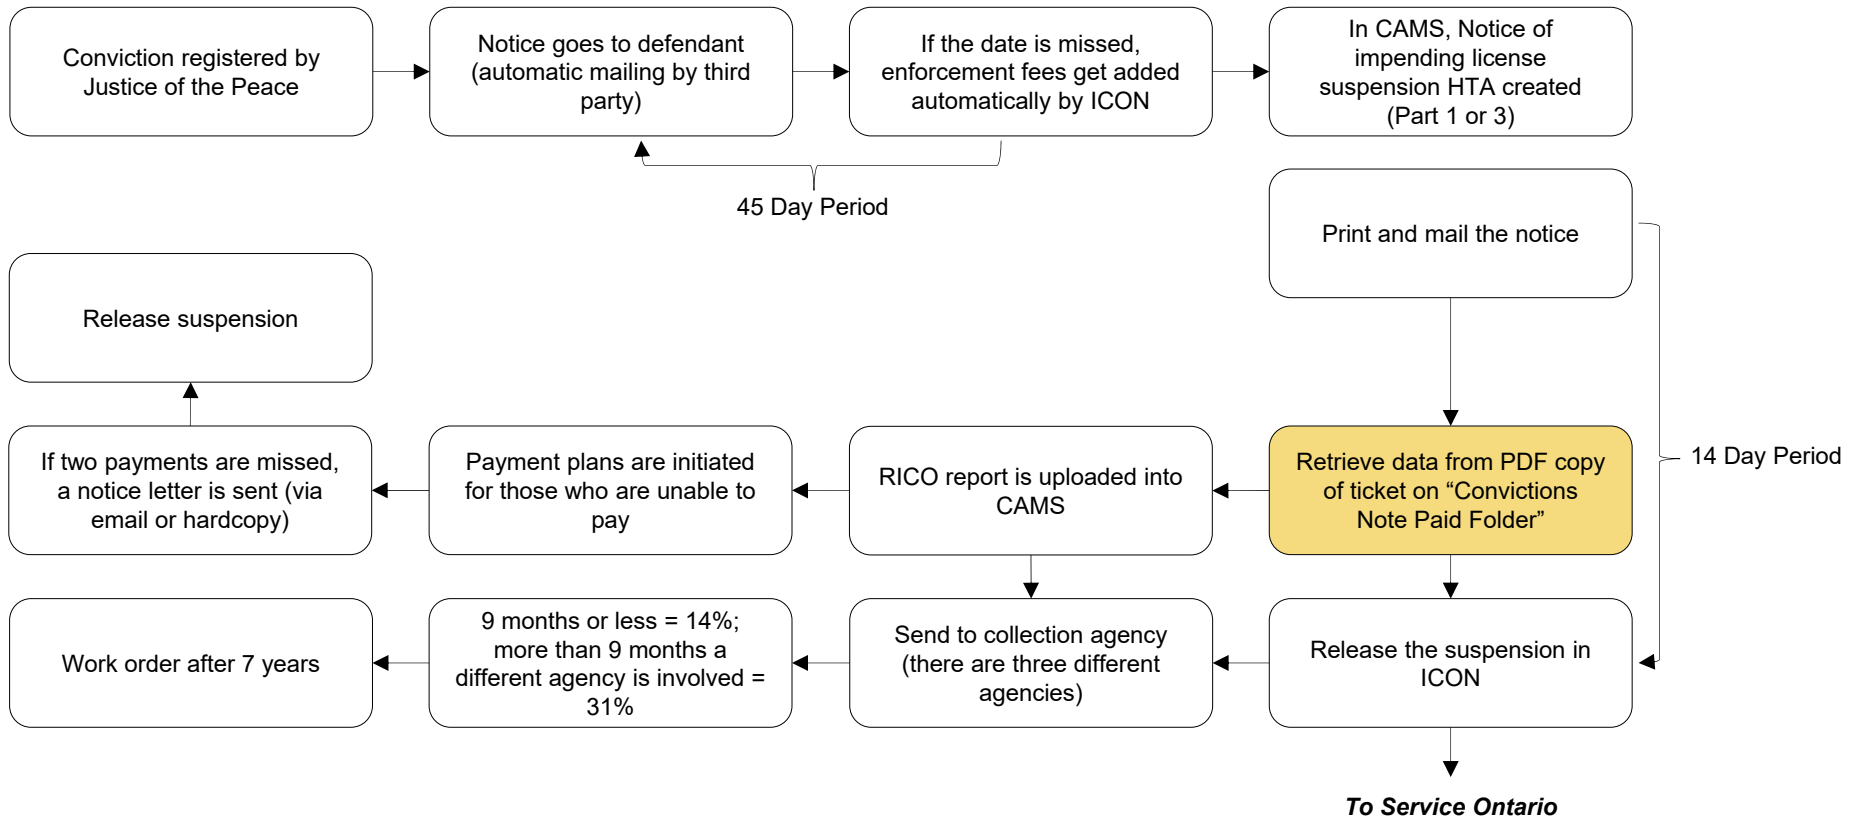 Conviction registered by
Justice of the Peace
Notice goes to defendant
(automatic mailing by third
party)
If the date is missed,
enforcement fees get added
automatically by ICON
In CAMS, Notice of
impending license
suspension HTA created
(Part 1 or 3)
45 Day Period
Print and mail the notice
Release suspension
14 Day Period
If two payments are missed,
a notice letter is sent (via
email or hardcopy)
Payment plans are initiated
for those who are unable to
pay
RICO report is uploaded into
CAMS
Retrieve data from PDF copy
of ticket on “Convictions
Note Paid Folder”
Work order after 7 years
9 months or less = 14%;
more than 9 months a
different agency is involved =
31%
Send to collection agency
(there are three different
agencies)
Release the suspension in
ICON
To Service Ontario